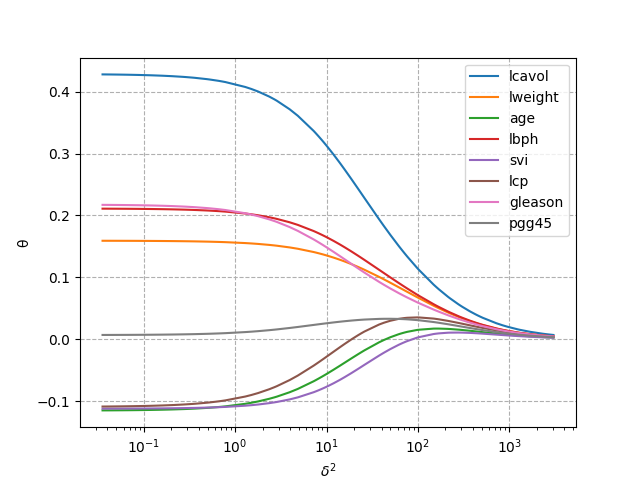 0.4
0.3
0.2
0.1
0.0
−0.1
θ
10⁻¹
10⁰
10¹
10²
10³
δ²
lcavol
lweight
age
lbph
svi
lcp
gleason
pgg45